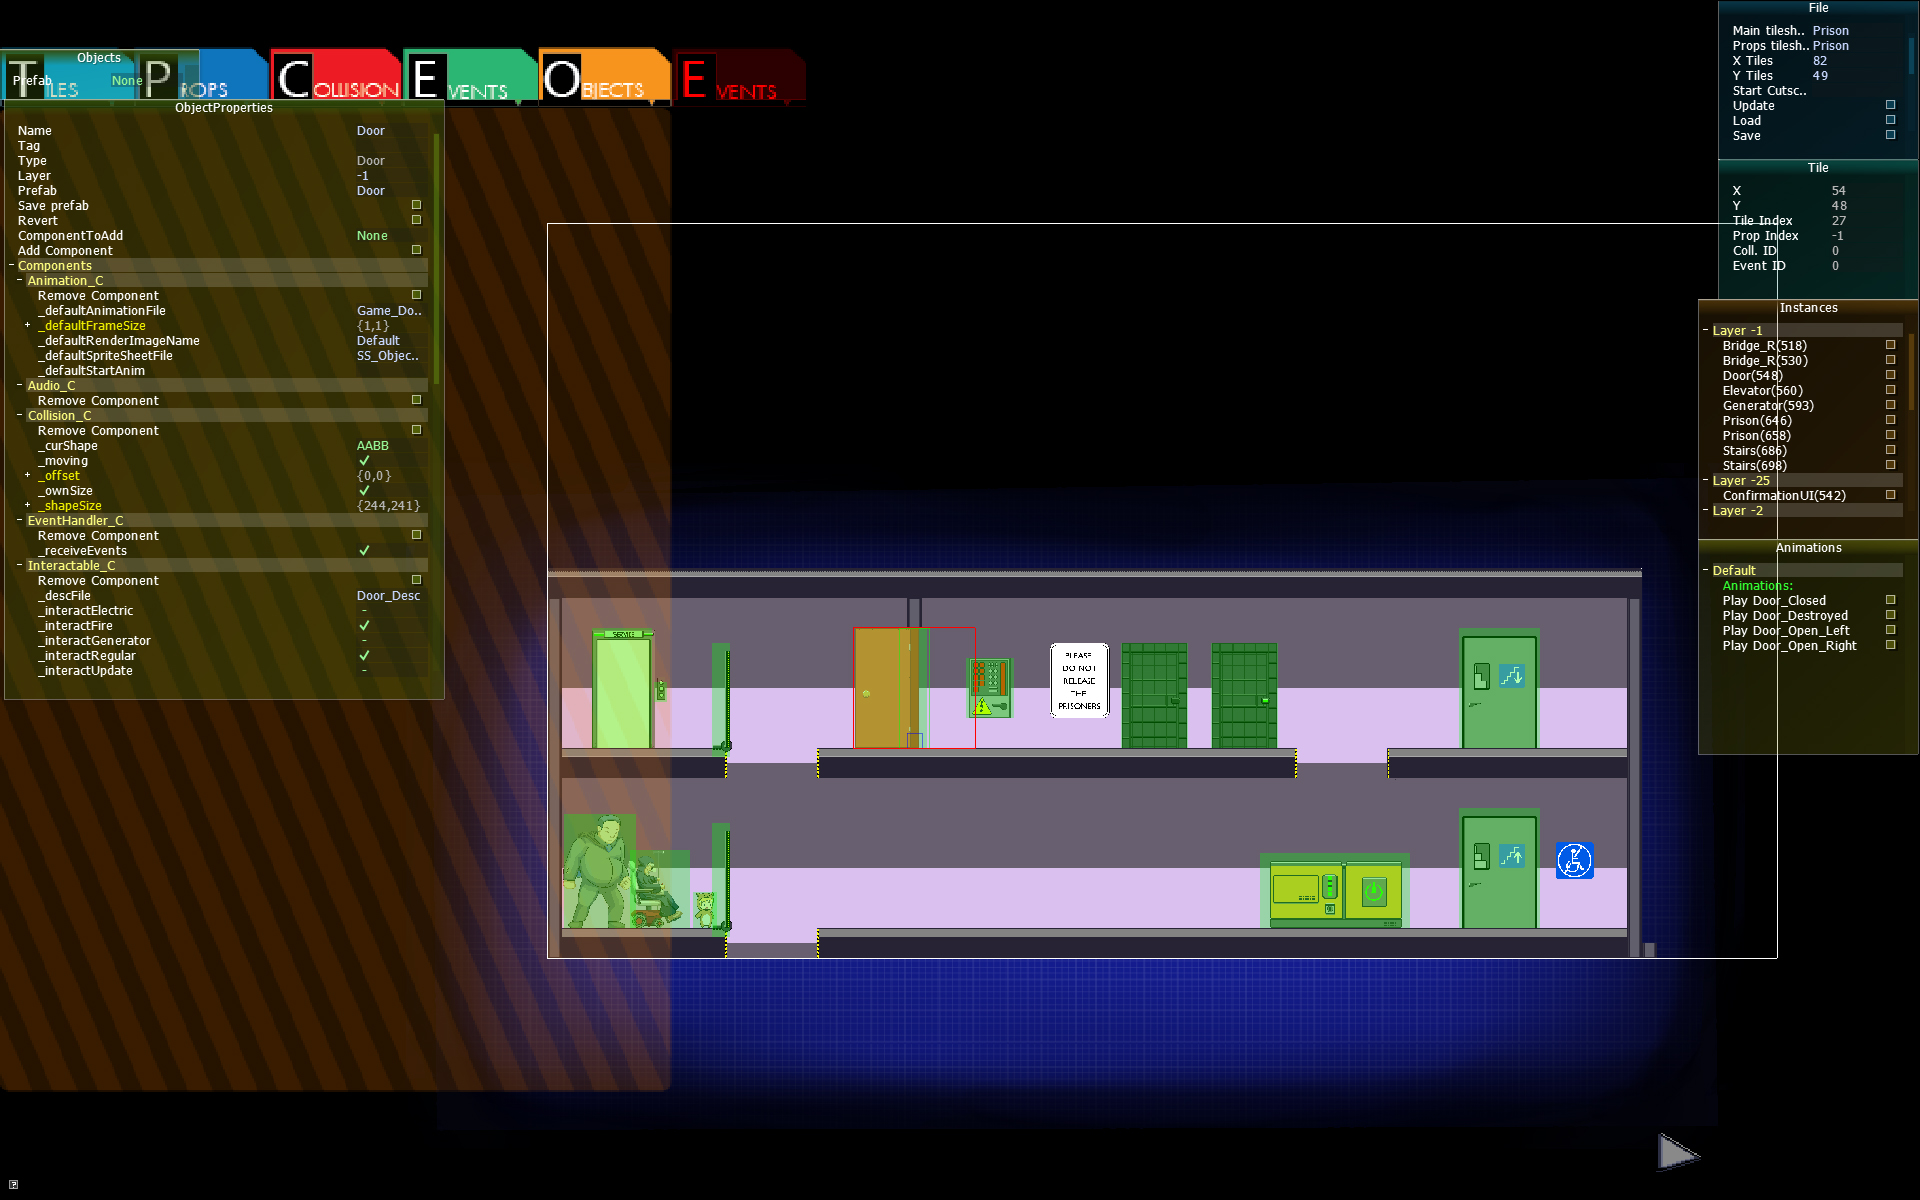 TILES
PROPS
COLLISION
EVENTS
OBJECTS
EVENTS
Objects
Prefab None
ObjectProperties
Name Door
Tag
Type Door
Layer -1
Prefab Door
Save prefab
Revert
ComponentToAdd None
Add Component
- Components
- Animation_C
Remove Component
_defaultAnimationFile Game_Do..
+ _defaultFrameSize {1,1}
_defaultRenderImageName Default
_defaultSpriteSheetFile SS_Objec..
_defaultStartAnim
- Audio_C
Remove Component
- Collision_C
Remove Component
_curShape AABB
_moving
+ _offset {0,0}
_ownSize
+ _shapeSize {244,241}
- EventHandler_C
Remove Component
_receiveEvents
- Interactable_C
Remove Component
_descFile Door_Desc
_interactElectric -
_interactFire
_interactGenerator -
_interactRegular
_interactUpdate -
SERVICE
PLEASE
DO NOT
RELEASE
THE
PRISONERS
File
Main tilesh.. Prison
Props tilesh.. Prison
X Tiles 82
Y Tiles 49
Start Cutsc..
Update
Load
Save
Tile
X 54
Y 48
Tile Index 27
Prop Index -1
Coll. ID 0
Event ID 0
Instances
- Layer -1
Bridge_R(518)
Bridge_R(530)
Door(548)
Elevator(560)
Generator(593)
Prison(646)
Prison(658)
Stairs(686)
Stairs(698)
- Layer -25
ConfirmationUI(542)
- Layer -2
Animations
- Default
Animations:
Play Door_Closed
Play Door_Destroyed
Play Door_Open_Left
Play Door_Open_Right
?